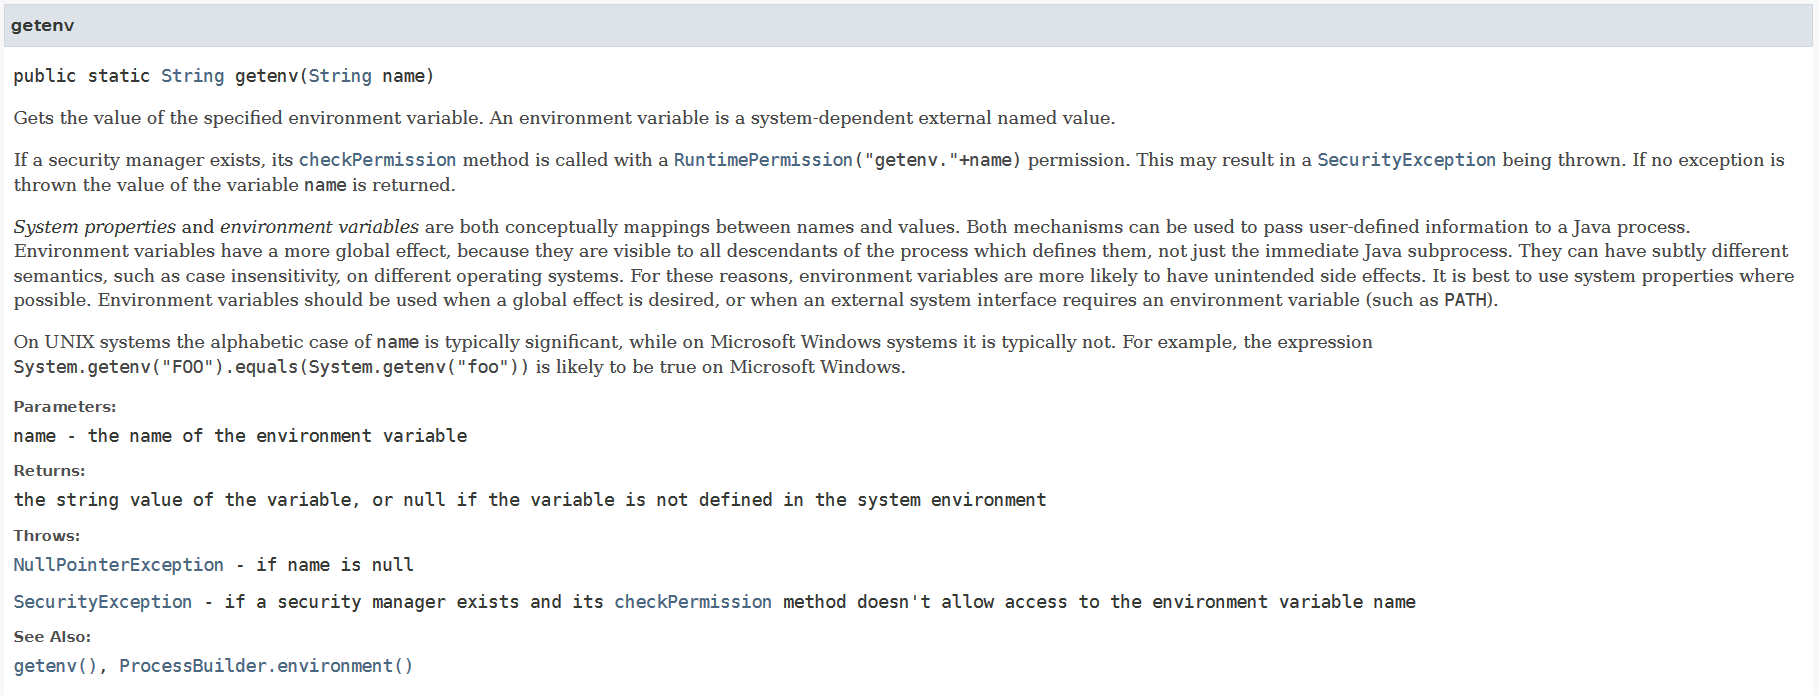 getenv
public static String getenv(String name)
Gets the value of the specified environment variable. An environment variable is a system-dependent external named value.
If a security manager exists, its checkPermission method is called with a RuntimePermission("getenv."+name) permission. This may result in a SecurityException being thrown. If no exception is
thrown the value of the variable name is returned.
System properties and environment variables are both conceptually mappings between names and values. Both mechanisms can be used to pass user-defined information to a Java process.
Environment variables have a more global effect, because they are visible to all descendants of the process which defines them, not just the immediate Java subprocess. They can have subtly different
semantics, such as case insensitivity, on different operating systems. For these reasons, environment variables are more likely to have unintended side effects. It is best to use system properties where
possible. Environment variables should be used when a global effect is desired, or when an external system interface requires an environment variable (such as PATH).
On UNIX systems the alphabetic case of name is typically significant, while on Microsoft Windows systems it is typically not. For example, the expression
System.getenv("FOO").equals(System.getenv("foo")) is likely to be true on Microsoft Windows.
Parameters:
name - the name of the environment variable
Returns:
the string value of the variable, or null if the variable is not defined in the system environment
Throws:
NullPointerException - if name is null
SecurityException - if a security manager exists and its checkPermission method doesn't allow access to the environment variable name
See Also:
getenv(), ProcessBuilder.environment()